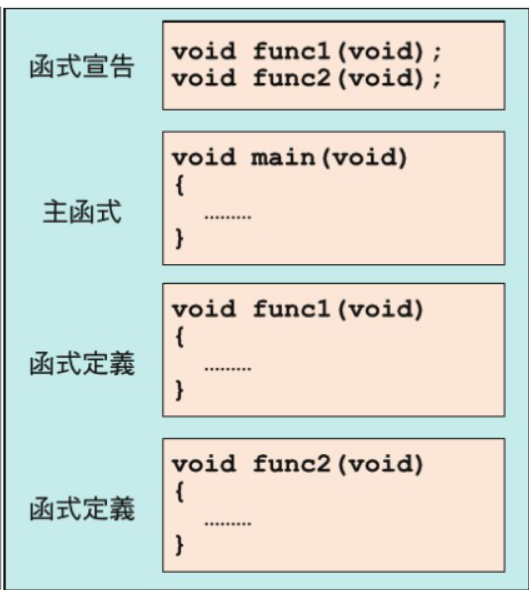 函式宣告
void func1(void);
void func2(void);
主函式
void main(void)
{
………
}
函式定義
void func1(void)
{
………
}
函式定義
void func2(void)
{
………
}